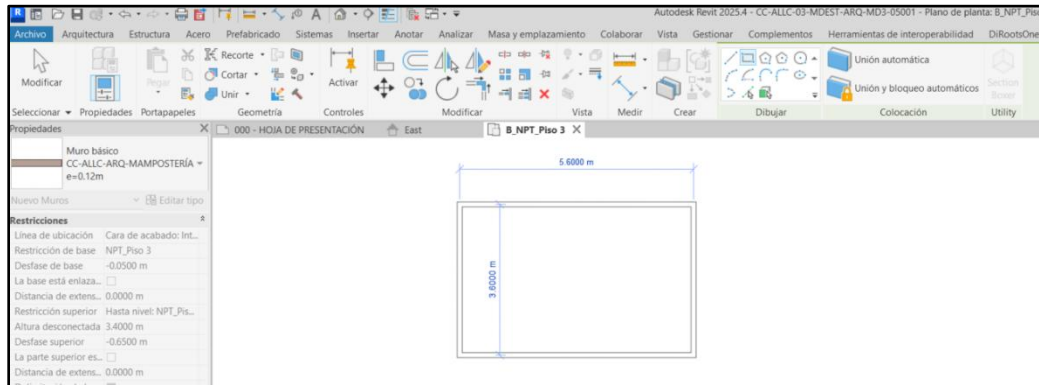 Autodesk Revit 2025.4 - CC-ALLC-03-MDEST-ARQ-MD3-05001 - Plano de planta: B_NPT_Piso
Archivo Arquitectura Estructura Acero Prefabricado Sistemas Insertar Anotar Analizar Masa y emplazamiento Colaborar Vista Gestionar Complementos Herramientas de interoperabilidad DiRootsOne
Modificar
Pegar
Recorte
Cortar
Unir
Activar
Unión automática
Unión y bloqueo automáticos
Section
Boxer
Seleccionar Propiedades Portapapeles Geometría Controles Modificar Vista Medir Crear Dibujar Colocación Utility
Propiedades X
000 - HOJA DE PRESENTACIÓN East B_NPT_Piso 3 X
Muro básico
CC-ALLC-ARQ-MAMPOSTERÍA
e=0.12m
Nuevo Muros Editar tipo
Restricciones
Línea de ubicación Cara de acabado: Int...
Restricción de base NPT_Piso 3
Desfase de base -0.0500 m
La base está enlaza...
Distancia de extens... 0.0000 m
Restricción superior Hasta nivel: NPT_Pis...
Altura desconectada 3.4000 m
Desfase superior -0.6500 m
La parte superior es...
Distancia de extens... 0.0000 m
5.6000 m
3.6000 m